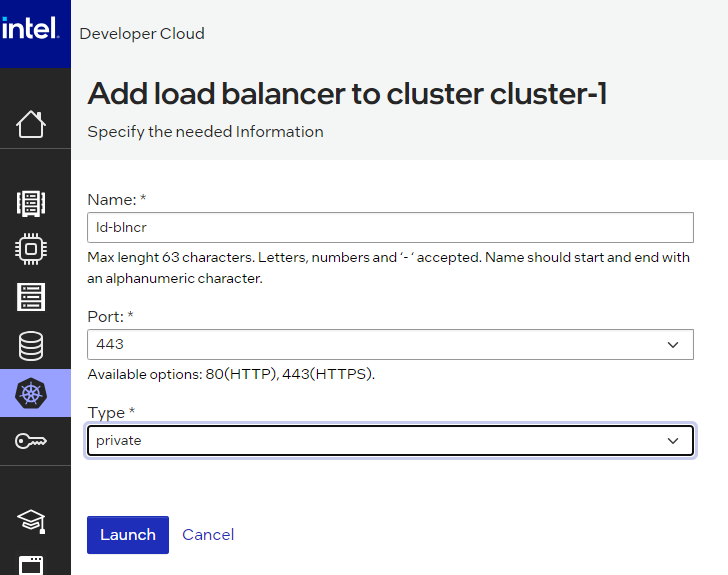 intel.
Developer Cloud
Add load balancer to cluster cluster-1
Specify the needed Information
Name: *
ld-blncr
Max lenght 63 characters. Letters, numbers and ‘- ‘ accepted. Name should start and end with
an alphanumeric character.
Port: *
443
Available options: 80(HTTP), 443(HTTPS).
Type *
private
Launch Cancel